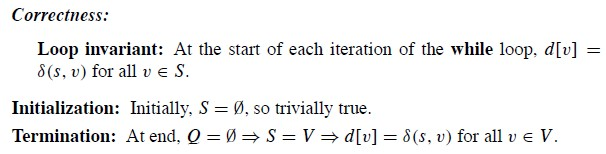 Correctness:
Loop invariant: At the start of each iteration of the while loop, d[v] =
δ(s, v) for all v ∈ S.
Initialization: Initially, S = Ø, so trivially true.
Termination: At end, Q = Ø ⇒ S = V ⇒ d[v] = δ(s, v) for all v ∈ V.